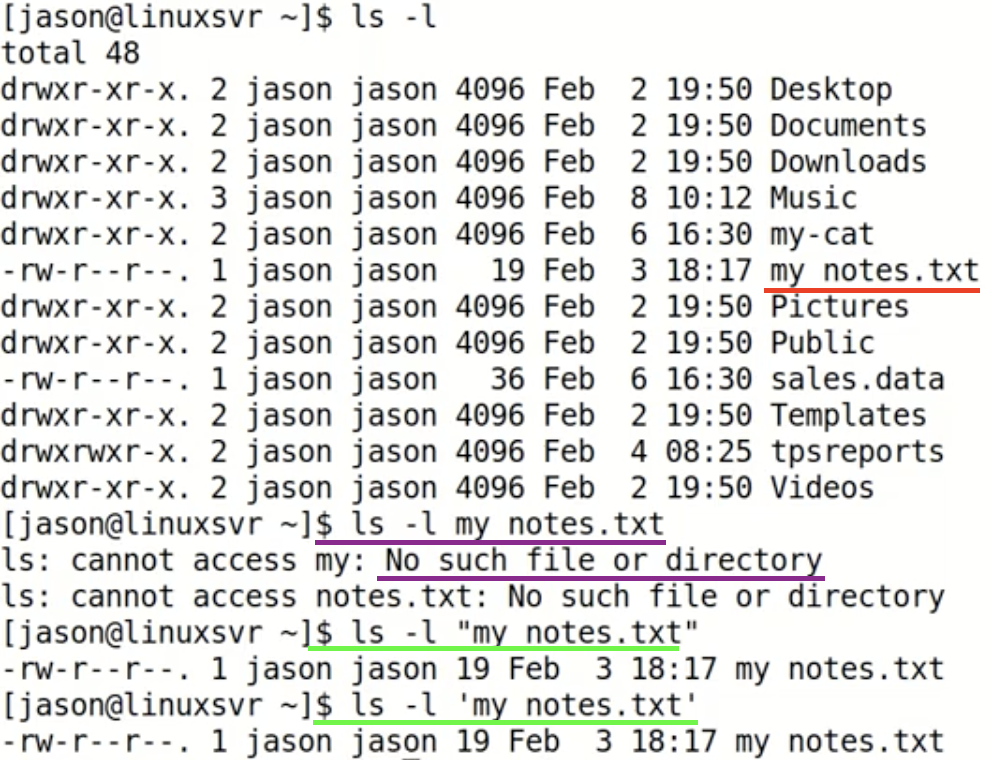 [jason@linuxsvr ~]$ ls -l
total 48
drwxr-xr-x. 2 jason jason 4096 Feb  2 19:50 Desktop
drwxr-xr-x. 2 jason jason 4096 Feb  2 19:50 Documents
drwxr-xr-x. 2 jason jason 4096 Feb  2 19:50 Downloads
drwxr-xr-x. 3 jason jason 4096 Feb  8 10:12 Music
drwxr-xr-x. 2 jason jason 4096 Feb  6 16:30 my-cat
-rw-r--r--. 1 jason jason   19 Feb  3 18:17 my notes.txt
drwxr-xr-x. 2 jason jason 4096 Feb  2 19:50 Pictures
drwxr-xr-x. 2 jason jason 4096 Feb  2 19:50 Public
-rw-r--r--. 1 jason jason   36 Feb  6 16:30 sales.data
drwxr-xr-x. 2 jason jason 4096 Feb  2 19:50 Templates
drwxrwxr-x. 2 jason jason 4096 Feb  4 08:25 tpsreports
drwxr-xr-x. 2 jason jason 4096 Feb  2 19:50 Videos
[jason@linuxsvr ~]$ ls -l my notes.txt
ls: cannot access my: No such file or directory
ls: cannot access notes.txt: No such file or directory
[jason@linuxsvr ~]$ ls -l "my notes.txt"
-rw-r--r--. 1 jason jason 19 Feb  3 18:17 my notes.txt
[jason@linuxsvr ~]$ ls -l 'my notes.txt'
-rw-r--r--. 1 jason jason 19 Feb  3 18:17 my notes.txt